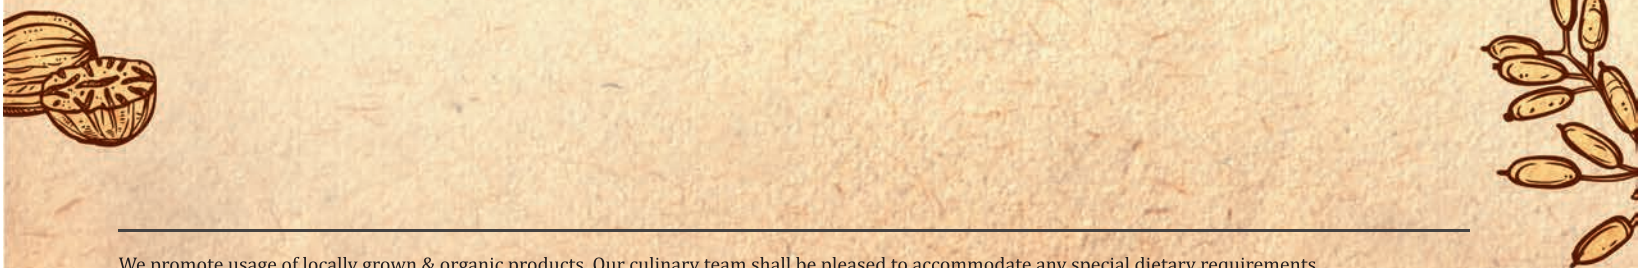 We promote usage of locally grown & organic products. Our culinary team shall be pleased to accommodate any special dietary requirements.